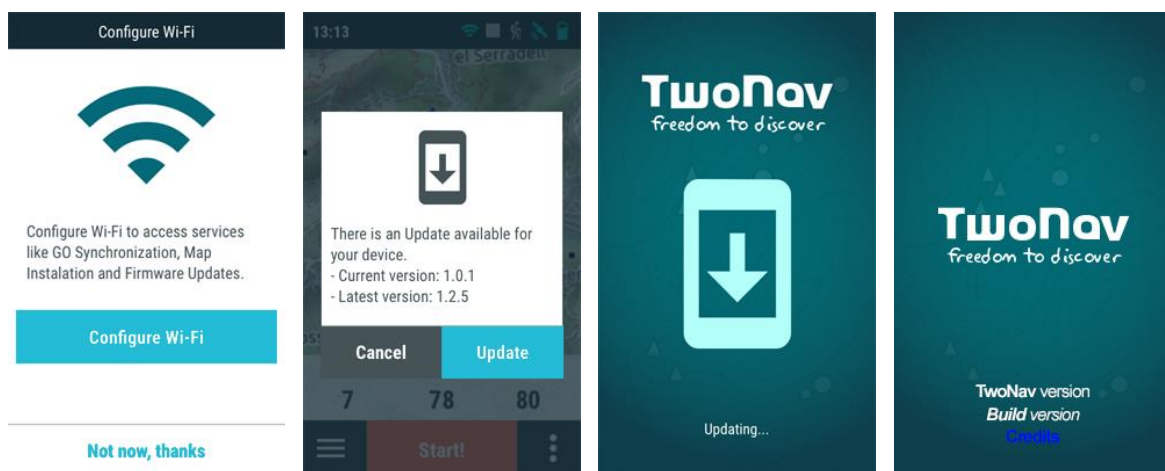 Configure Wi-Fi
Configure Wi-Fi to access services
like GO Synchronization, Map
Instalation and Firmware Updates.
Configure Wi-Fi
Not now, thanks
13:13
el Serradell
There is an Update available for
your device.
- Current version: 1.0.1
- Latest version: 1.2.5
Cancel
Update
7
78
80
Start!
TwoNav
freedom to discover
Updating...
TwoNav
freedom to discover
TwoNav version
Build version
Credits